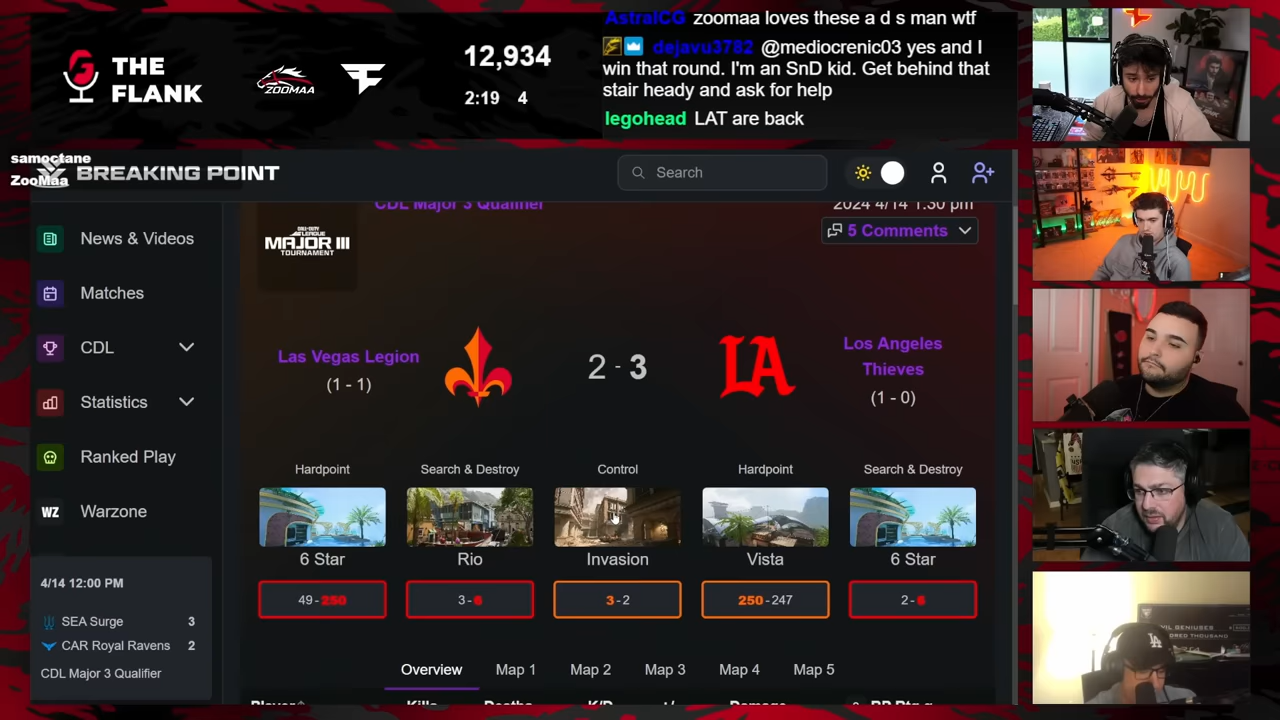 THE
FLANK
ZOOMAA
12,934
2:19 4
AstralCG zoomaa loves these a d s man wtf
dejavu3782 @mediocrenic03 yes and I
win that round. I'm an SnD kid. Get behind that
stair heady and ask for help
legohead LAT are back
samoctane
ZooMaa
BREAKING POINT
Search
News & Videos
Matches
CDL
Statistics
Ranked Play
WZ Warzone
4/14 12:00 PM
SEA Surge 3
CAR Royal Ravens 2
CDL Major 3 Qualifier
CDL Major 3 Qualifier
2024 4/14 1:30 pm
5 Comments
MAJOR III
TOURNAMENT
Las Vegas Legion
(1 - 1)
2 - 3
LA
Los Angeles
Thieves
(1 - 0)
Hardpoint Search & Destroy Control Hardpoint Search & Destroy
6 Star Rio Invasion Vista 6 Star
49-250 3-6 3-2 250-247 2-6
Overview Map 1 Map 2 Map 3 Map 4 Map 5
Player Kills Deaths K/D +/- Damage